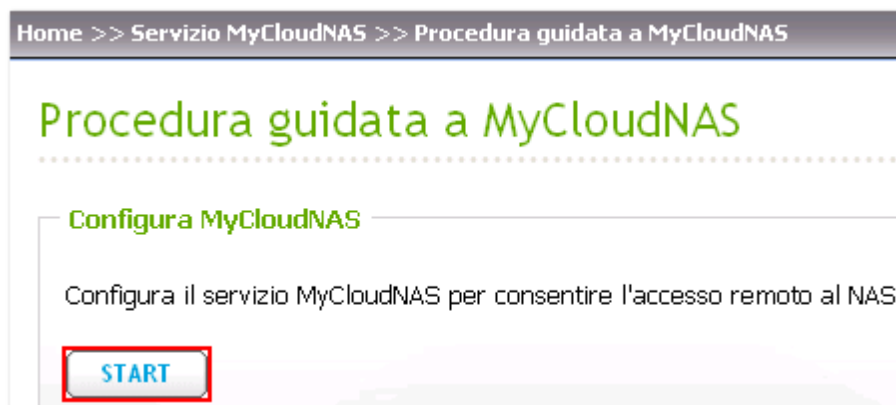 Home >> Servizio MyCloudNAS >> Procedura guidata a MyCloudNAS
Procedura guidata a MyCloudNAS
Configura MyCloudNAS
Configura il servizio MyCloudNAS per consentire l'accesso remoto al NAS
START